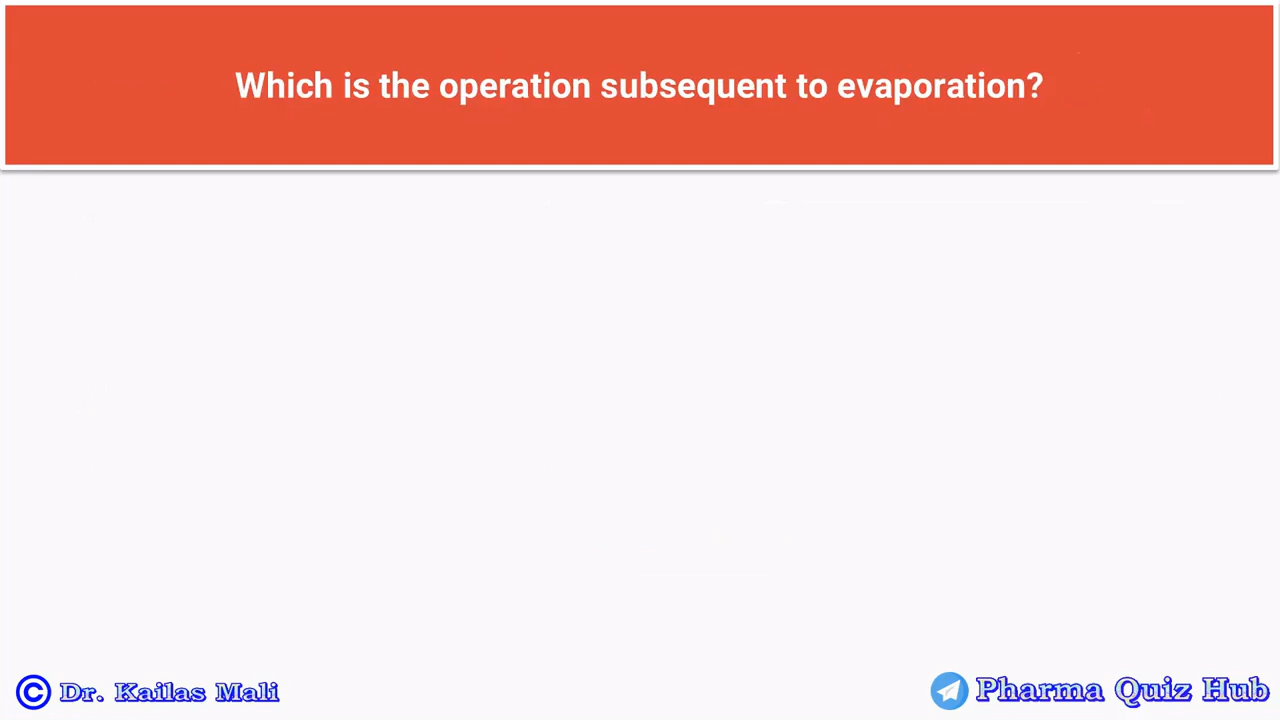 Which is the operation subsequent to evaporation?
© Dr. Kailas Mali
Pharma Quiz Hub